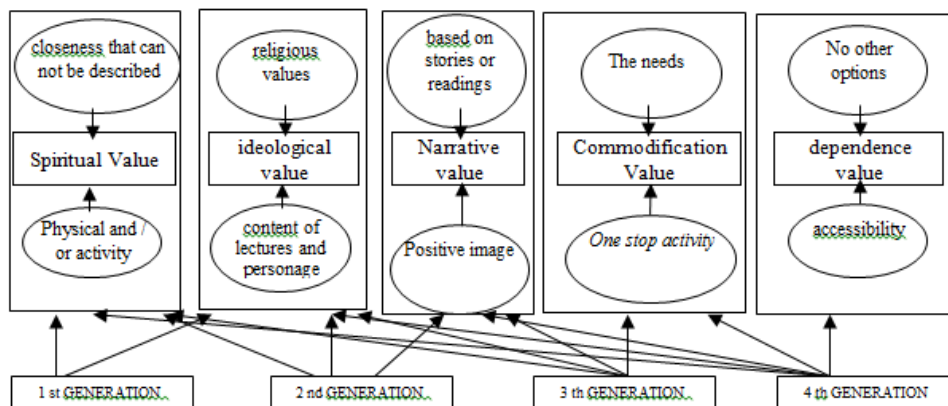 closeness that can
not be described
Spiritual Value
Physical and /
or activity
religious
values
ideological
value
content of
lectures and
personage
based on
stories or
readings
Narrative
value
Positive image
The needs
Commodification
Value
One stop activity
No other
options
dependence
value
accessibility
1 st GENERATION
2 nd GENERATION
3 th GENERATION
4 th GENERATION